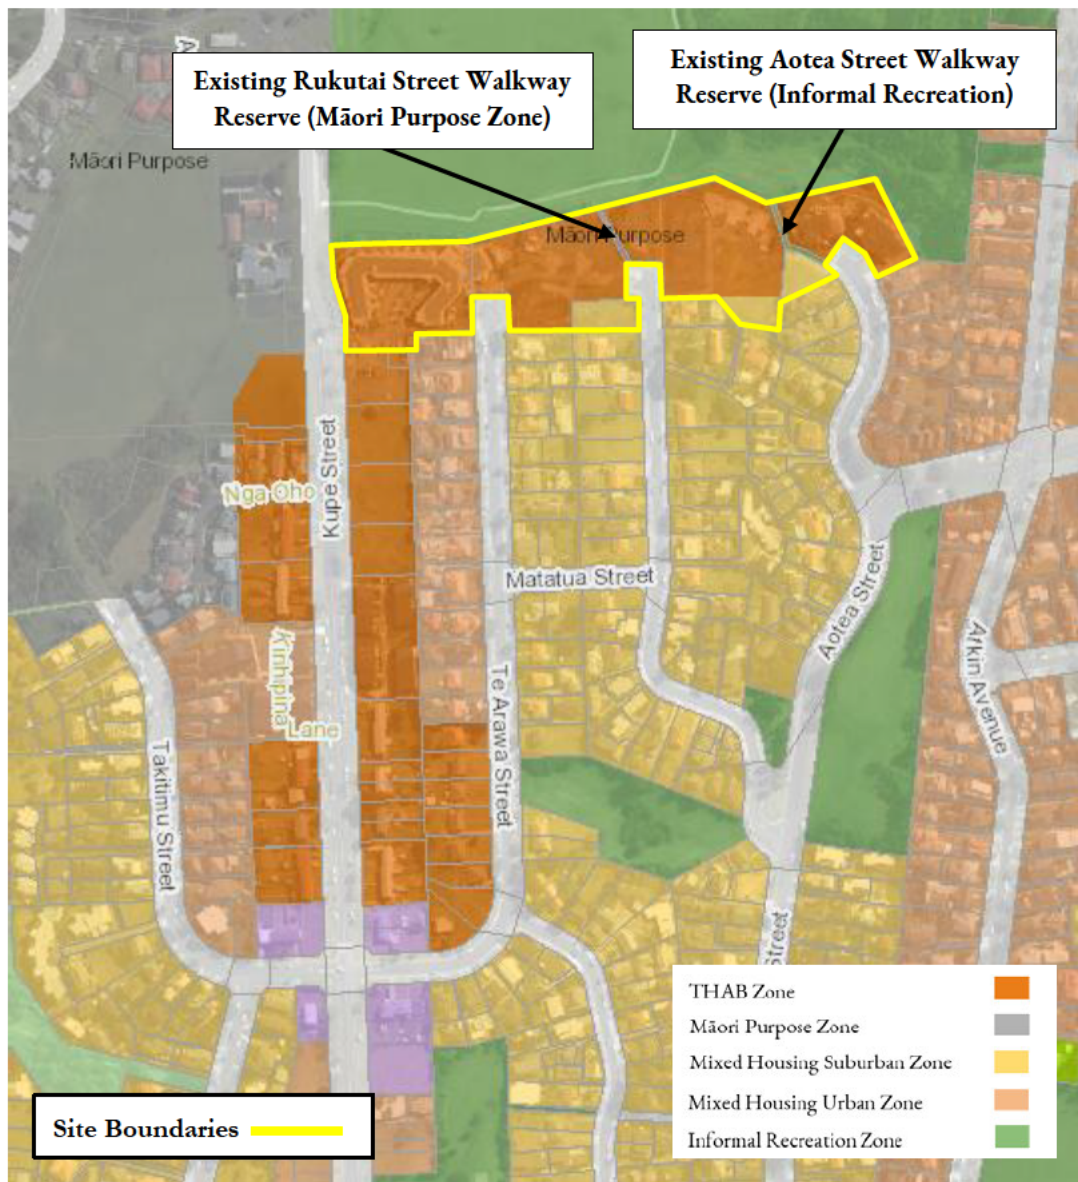 Existing Rukutai Street Walkway
Reserve (Māori Purpose Zone)
Existing Aotea Street Walkway
Reserve (Informal Recreation)
A
Māori Purpose
Māori Purpose
Kupe Street
Nga Oho
Matatua Street
Aotea Street
Atkin Avenue
Te Arawa Street
Lane
Takitimu Street
Street
THAB Zone
Māori Purpose Zone
Mixed Housing Suburban Zone
Mixed Housing Urban Zone
Informal Recreation Zone
Site Boundaries